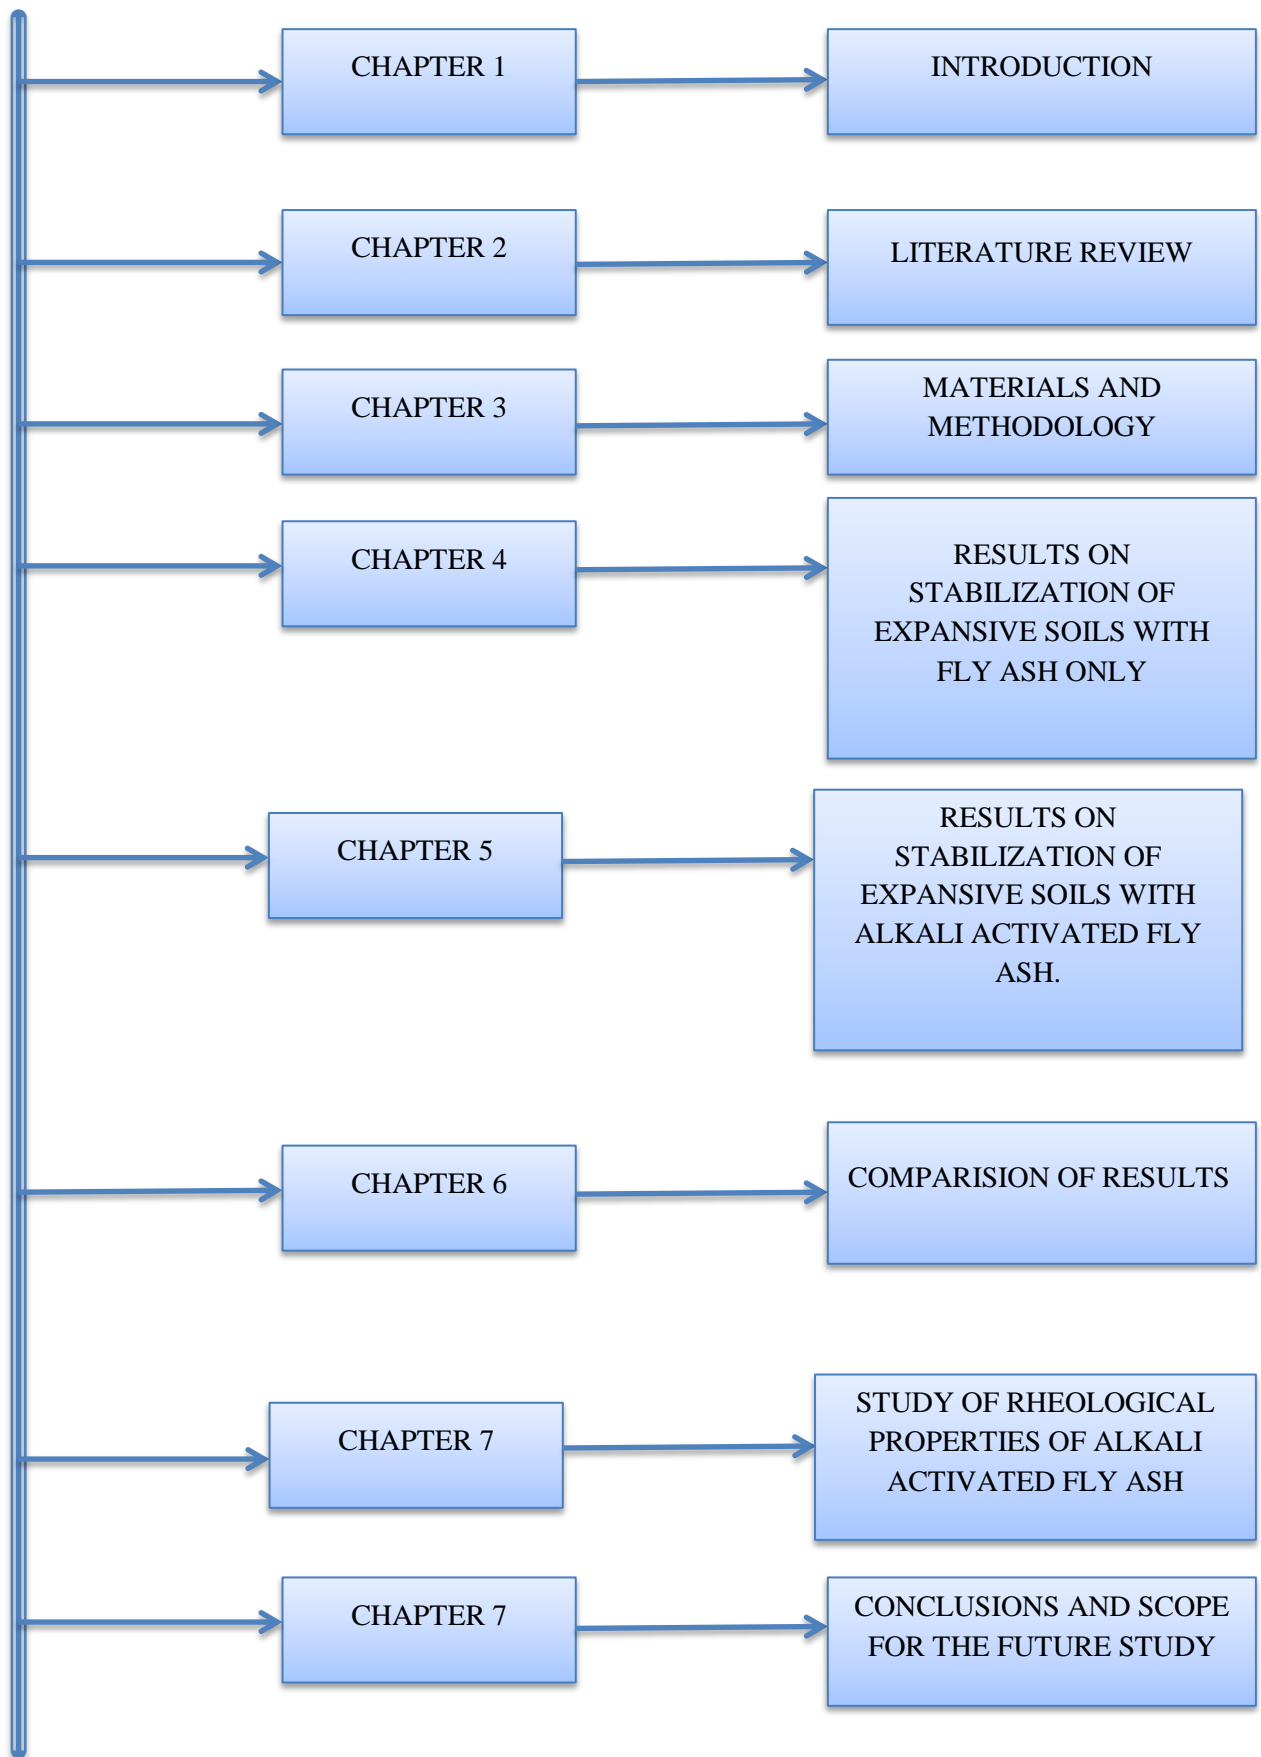 CHAPTER 1
INTRODUCTION
CHAPTER 2
LITERATURE REVIEW
CHAPTER 3
MATERIALS AND
METHODOLOGY
CHAPTER 4
RESULTS ON
STABILIZATION OF
EXPANSIVE SOILS WITH
FLY ASH ONLY
CHAPTER 5
RESULTS ON
STABILIZATION OF
EXPANSIVE SOILS WITH
ALKALI ACTIVATED FLY
ASH.
CHAPTER 6
COMPARISION OF RESULTS
CHAPTER 7
STUDY OF RHEOLOGICAL
PROPERTIES OF ALKALI
ACTIVATED FLY ASH
CHAPTER 7
CONCLUSIONS AND SCOPE
FOR THE FUTURE STUDY